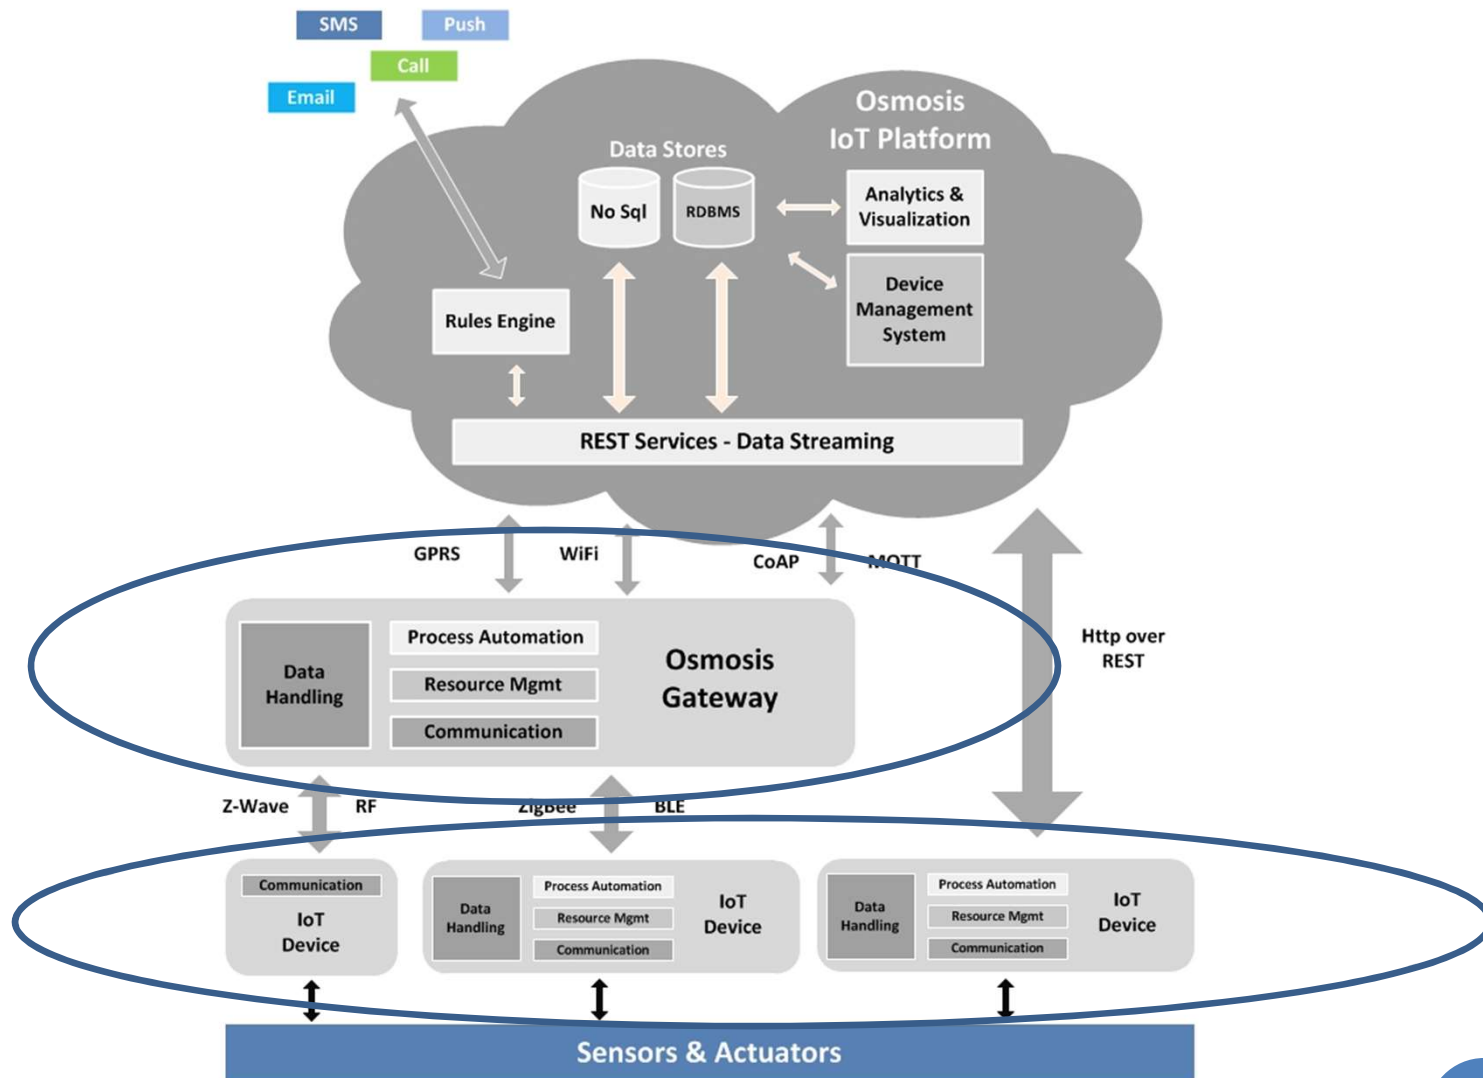 SMS
Push
Call
Email
Osmosis
IoT Platform
Data Stores
No Sql
RDBMS
Analytics &
Visualization
Device
Management
System
Rules Engine
REST Services - Data Streaming
GPRS
WiFi
CoAP
MQTT
Http over
REST
Data
Handling
Process Automation
Resource Mgmt
Communication
Osmosis
Gateway
Z-Wave
RF
ZigBee
BLE
Communication
IoT
Device
Data
Handling
Process Automation
Resource Mgmt
Communication
IoT
Device
Data
Handling
Process Automation
Resource Mgmt
Communication
IoT
Device
Sensors & Actuators